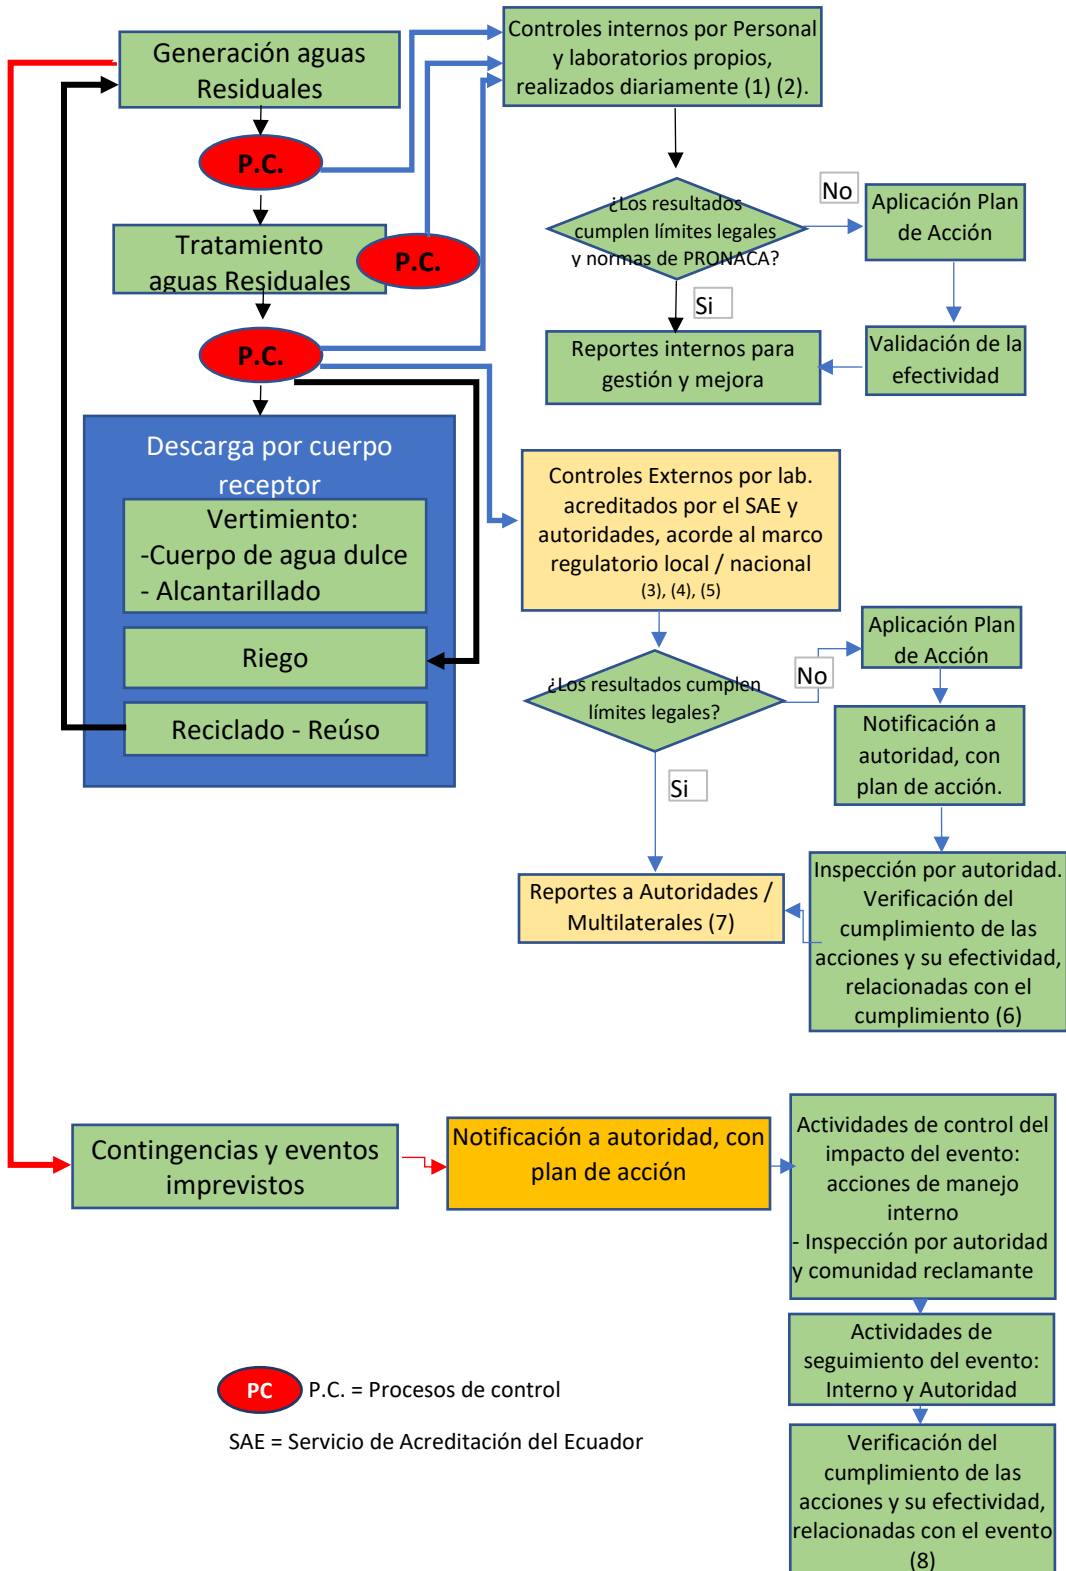 Generación aguas
Residuales
P.C.
Tratamiento
aguas Residuales
P.C.
P.C.
Descarga por cuerpo
receptor
Vertimiento:
-Cuerpo de agua dulce
- Alcantarillado
Riego
Reciclado - Reúso
Controles internos por Personal
y laboratorios propios,
realizados diariamente (1) (2).
¿Los resultados
cumplen límites legales
y normas de PRONACA?
No
Aplicación Plan
de Acción
Validación de la
efectividad
Si
Reportes internos para
gestión y mejora
Controles Externos por lab.
acreditados por el SAE y
autoridades, acorde al marco
regulatorio local / nacional
(3), (4), (5)
¿Los resultados cumplen
límites legales?
No
Aplicación Plan
de Acción
Notificación a
autoridad, con
plan de acción.
Inspección por autoridad.
Verificación del
cumplimiento de las
acciones y su efectividad,
relacionadas con el
cumplimiento (6)
Si
Reportes a Autoridades /
Multilaterales (7)
Contingencias y eventos
imprevistos
Notificación a autoridad, con
plan de acción
Actividades de control del
impacto del evento:
acciones de manejo
interno
- Inspección por autoridad
y comunidad reclamante
Actividades de
seguimiento del evento:
Interno y Autoridad
Verificación del
cumplimiento de las
acciones y su efectividad,
relacionadas con el evento
(8)
PC P.C. = Procesos de control
SAE = Servicio de Acreditación del Ecuador